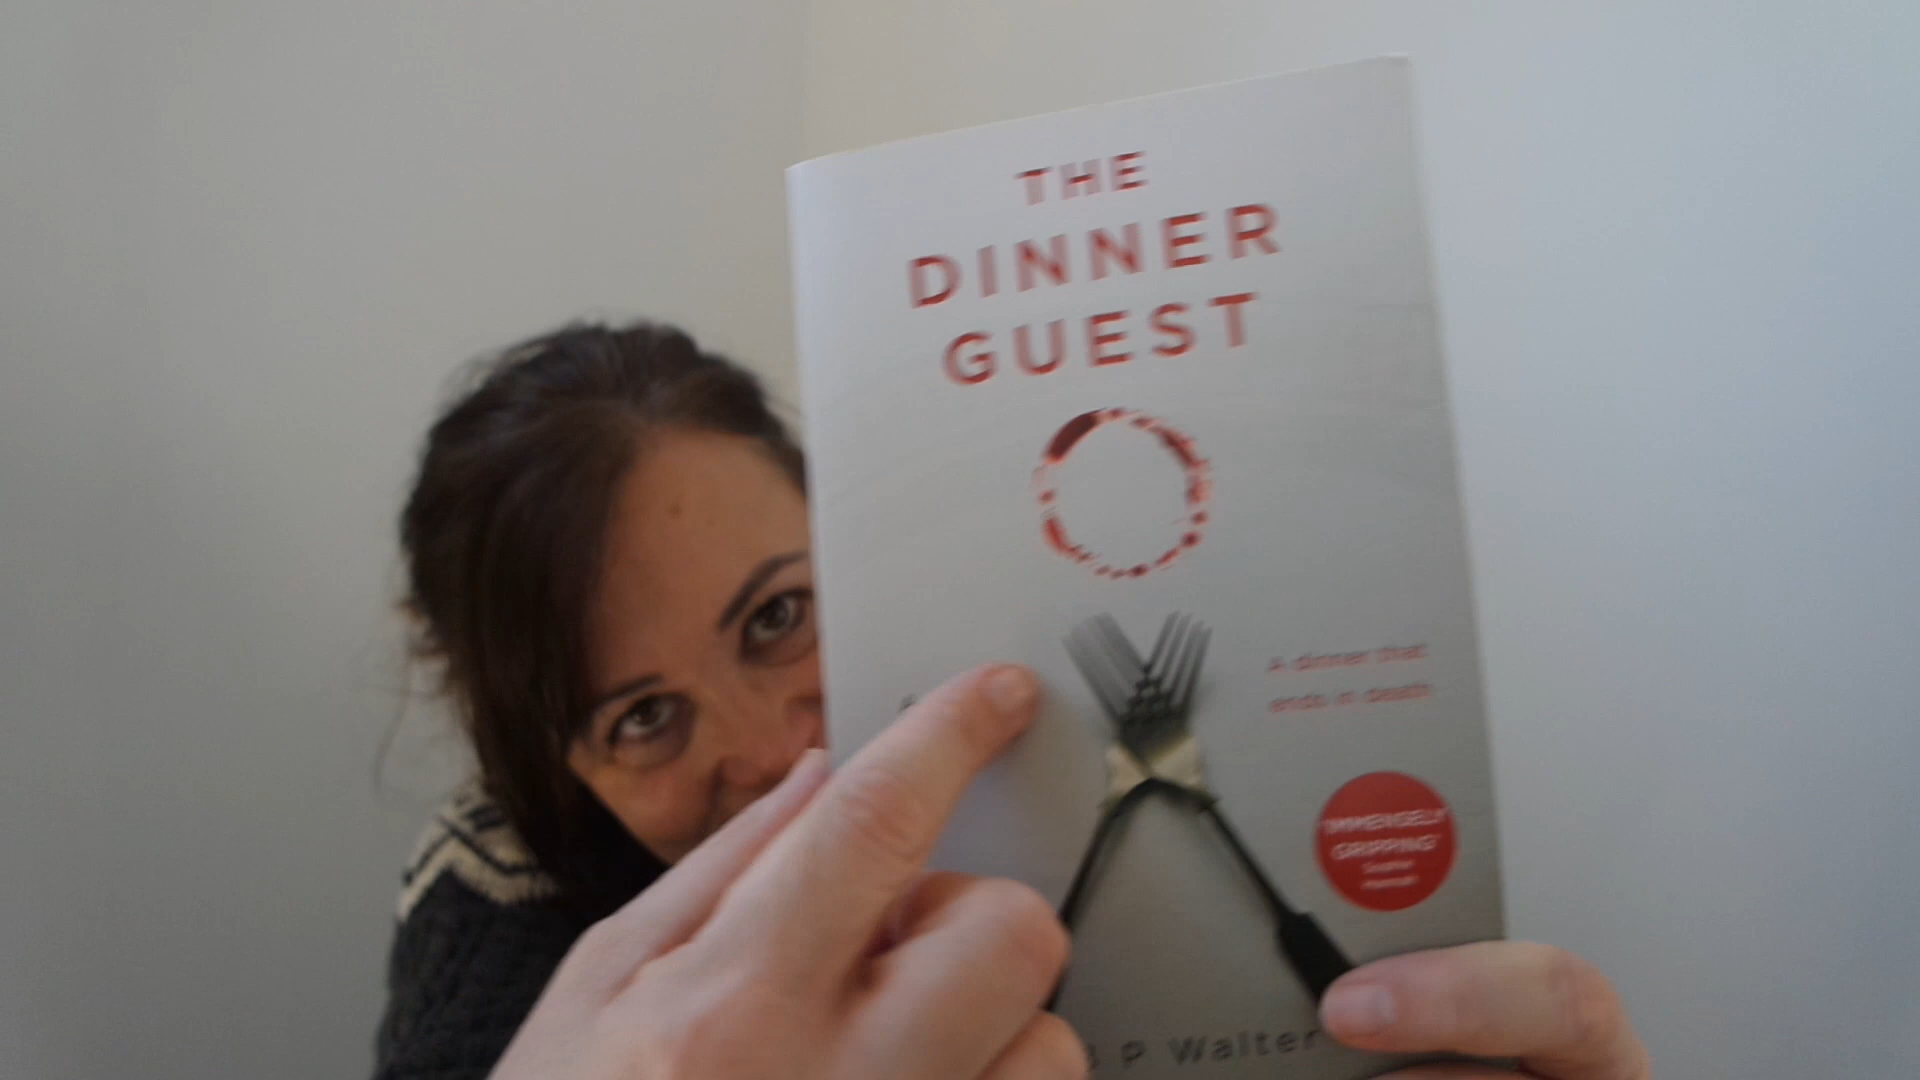 THE
DINNER
GUEST
A dinner that
ends in death
'IMMENSELY
GRIPPING'
B P Walter